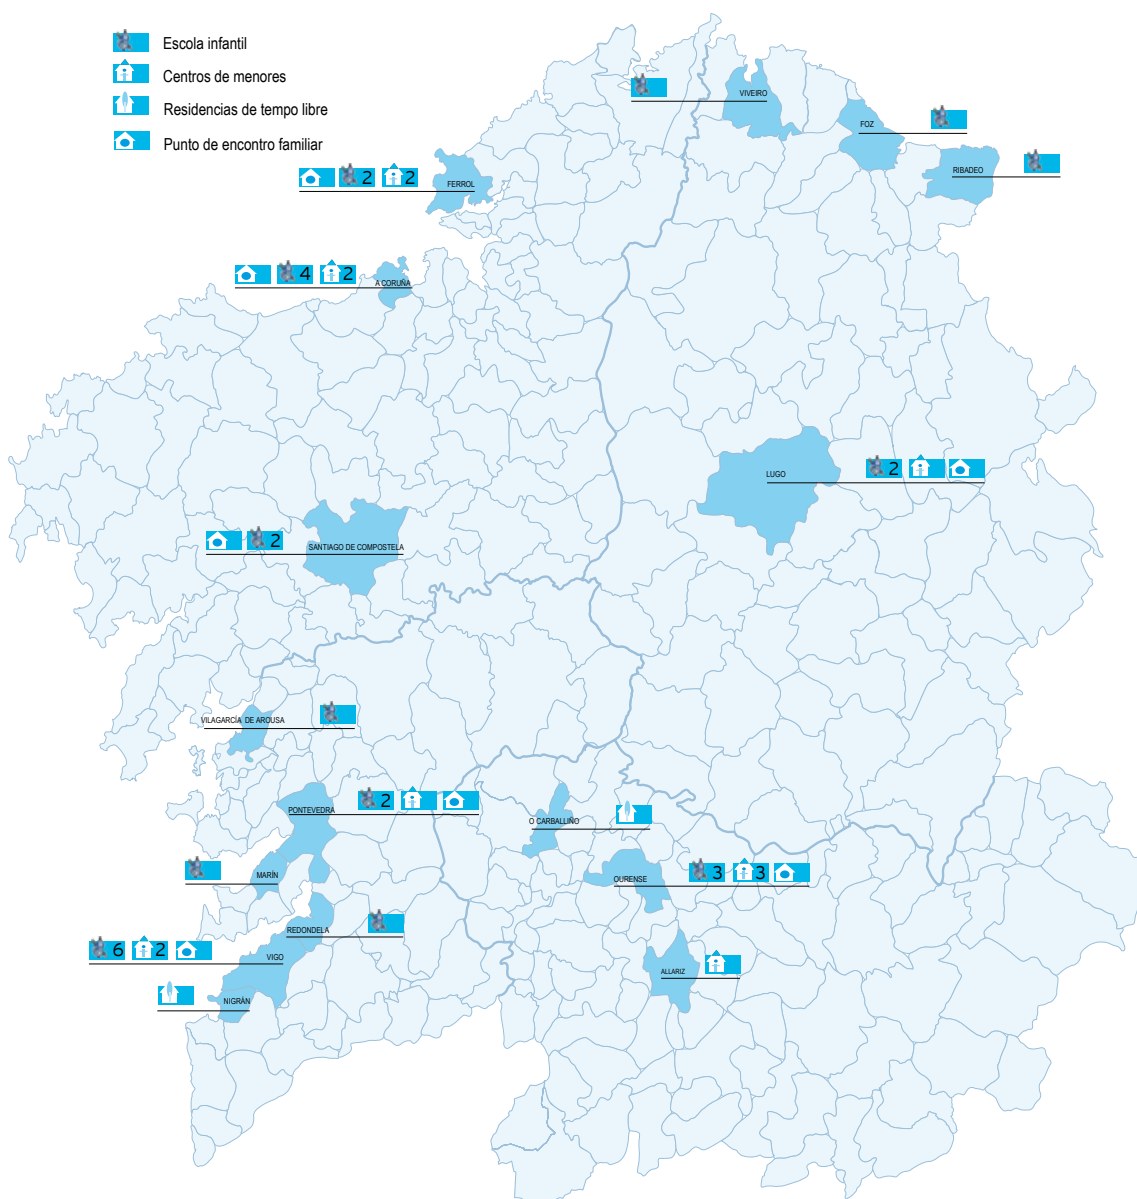 Escola infantil
Centros de menores
Residencias de tempo libre
Punto de encontro familiar
VIVEIRO
FOZ
RIBADEO
2 2
FERROL
4 2
A CORUÑA
LUGO
2
2
SANTIAGO DE COMPOSTELA
VILAGARCÍA DE AROUSA
PONTEVEDRA
2
O CARBALLIÑO
MARÍN
OURENSE
3 3
REDONDELA
6 2
VIGO
ALLARIZ
NIGRÁN